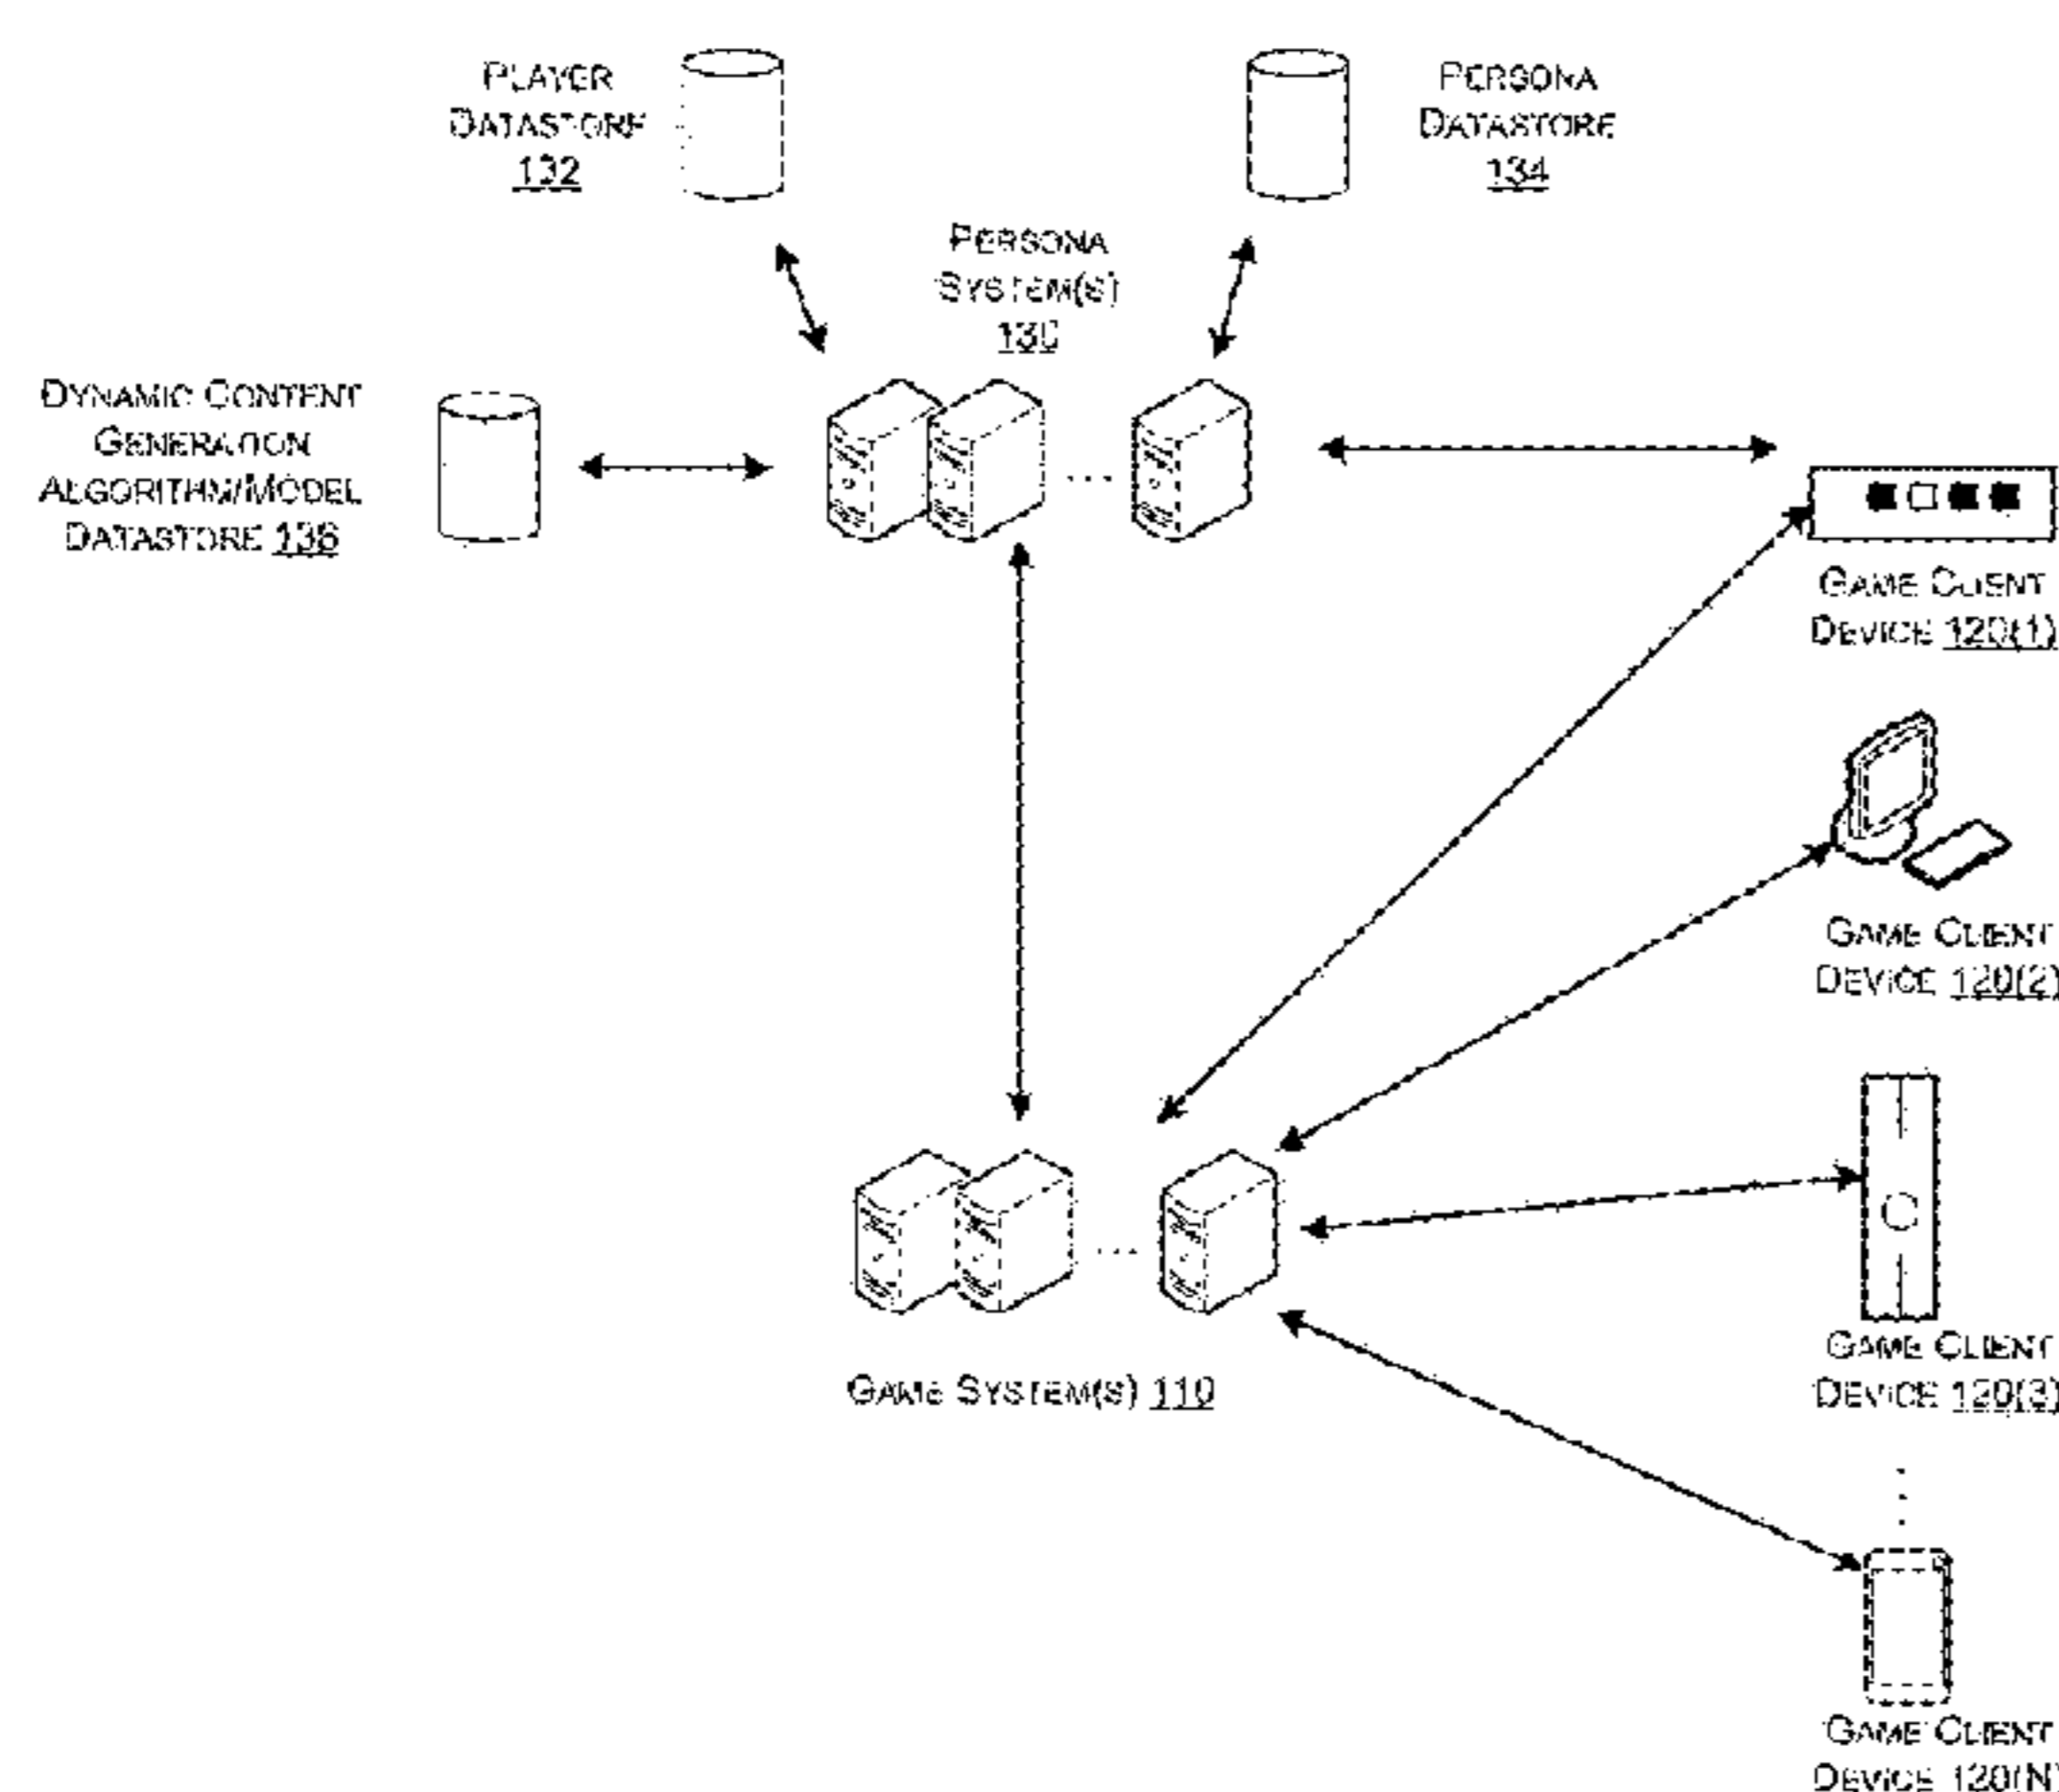 PLAYER
DATASTORE
132
PERSONA
DATASTORE
134
PERSONA
SYSTEM(S)
130
DYNAMIC CONTENT
GENERATION
ALGORITHM/MODEL
DATASTORE 136
GAME CLIENT
DEVICE 120(1)
GAME CLIENT
DEVICE 120(2)
GAME CLIENT
DEVICE 120(3)
GAME SYSTEM(S) 110
GAME CLIENT
DEVICE 120(N)